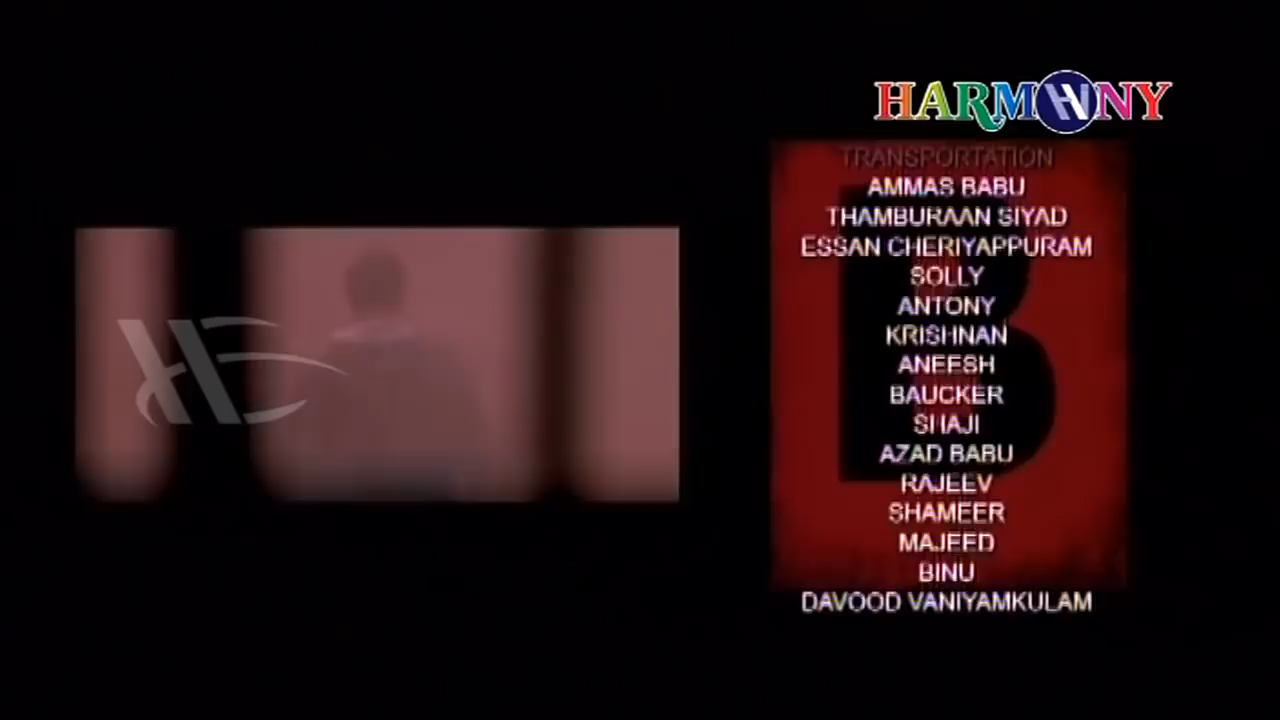 HARMONY
TRANSPORTATION
AMMAS BABU
THAMBURAAN SIYAD
ESSAN CHERIYAPPURAM
SOLLY
ANTONY
KRISHNAN
ANEESH
BAUCKER
SHAJI
AZAD BABU
RAJEEV
SHAMEER
MAJEED
BINU
DAVOOD VANIYAMKULAM
B